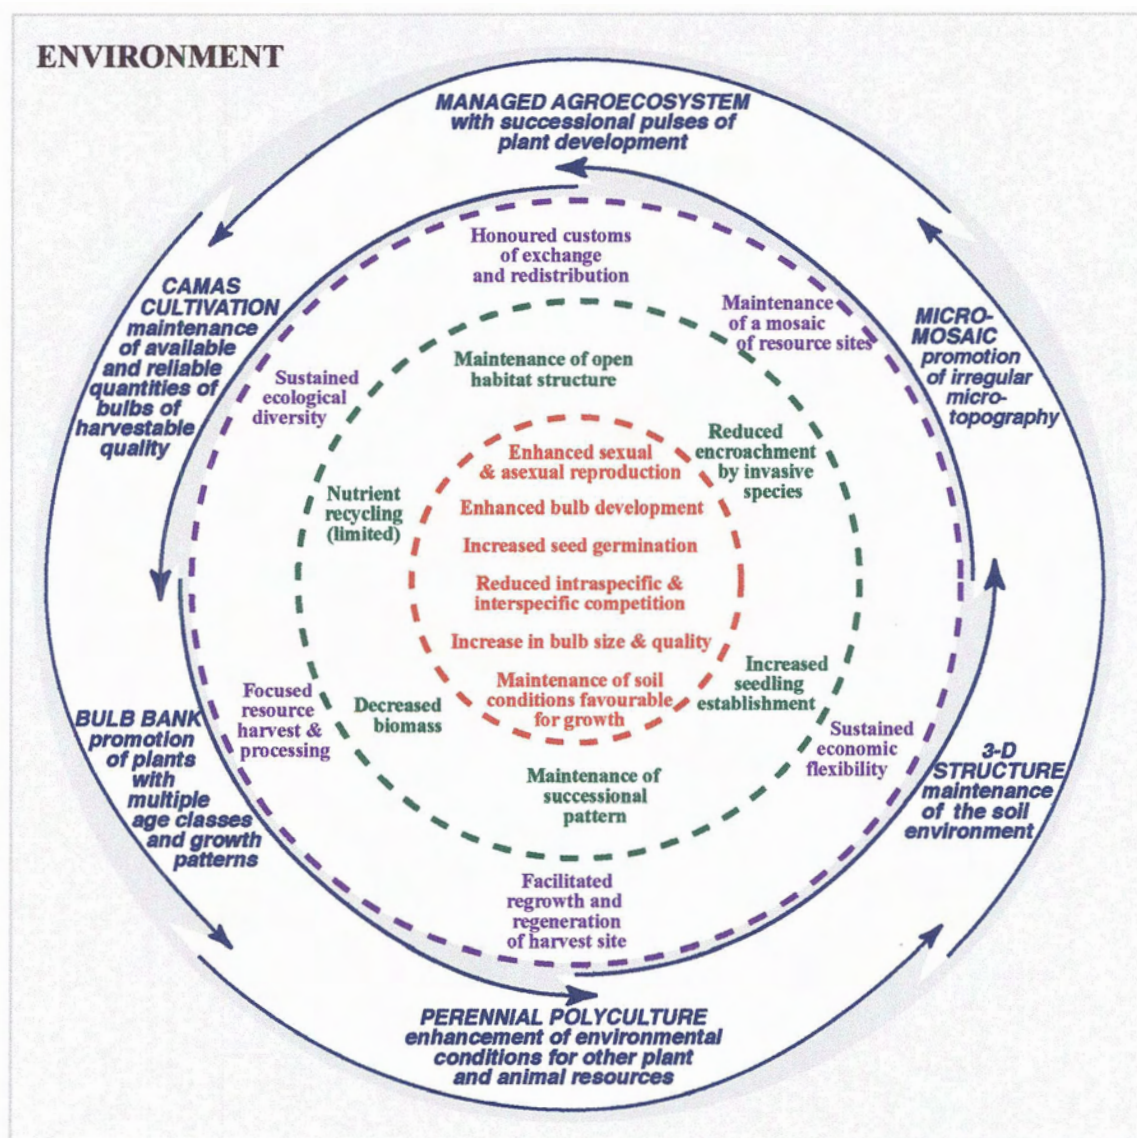 ENVIRONMENT
MANAGED AGROECOSYSTEM
with successional pulses of
plant development
CAMAS
CULTIVATION
maintenance
of available
and reliable
quantities of
bulbs of
harvestable
quality
BULB BANK
promotion
of plants
with
multiple
age classes
and growth
patterns
PERENNIAL POLYCULTURE
enhancement of environmental
conditions for other plant
and animal resources
3-D
STRUCTURE
maintenance
of the soil
environment
MICRO-
MOSAIC
promotion
of irregular
micro-
topography
Honoured customs
of exchange
and redistribution
Sustained
ecological
diversity
Focused
resource
harvest &
processing
Facilitated
regrowth and
regeneration
of harvest site
Sustained
economic
flexibility
Maintenance
of a mosaic
of resource sites
Maintenance of open
habitat structure
Nutrient
recycling
(limited)
Decreased
biomass
Maintenance of
successional
pattern
Increased
seedling
establishment
Reduced
encroachment
by invasive
species
Enhanced sexual
& asexual reproduction
Enhanced bulb development
Increased seed germination
Reduced intraspecific &
interspecific competition
Increase in bulb size & quality
Maintenance of soil
conditions favourable
for growth